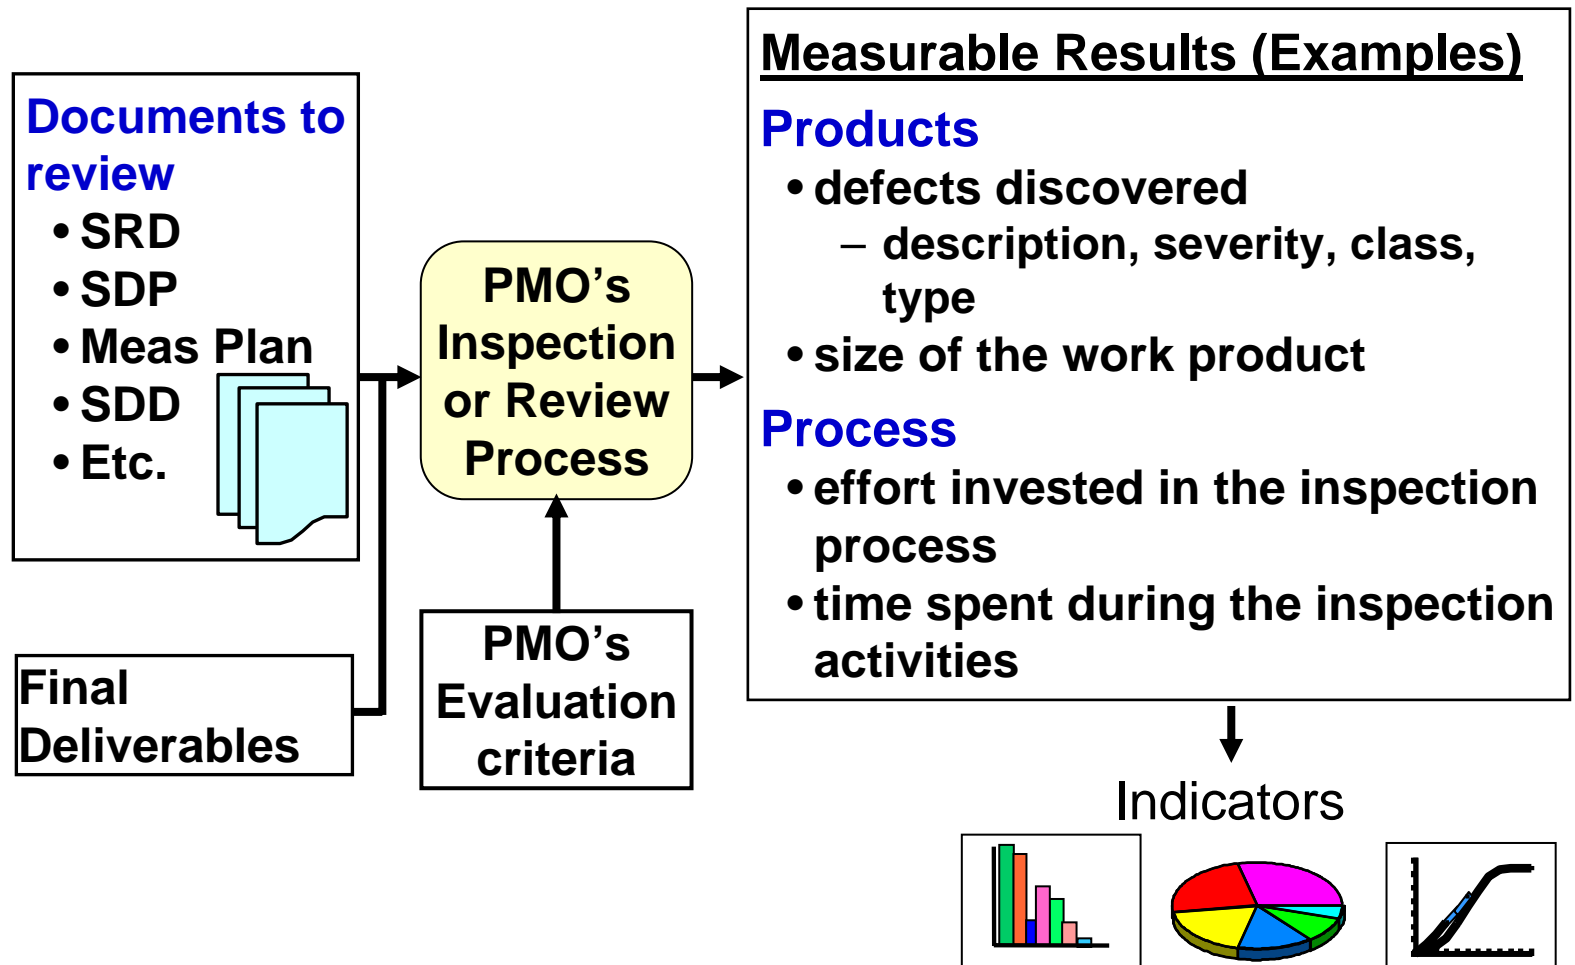 Documents to
review
• SRD
• SDP
• Meas Plan
• SDD
• Etc.
Final
Deliverables
PMO’s
Inspection
or Review
Process
PMO’s
Evaluation
criteria
Measurable Results (Examples)
Products
• defects discovered
– description, severity, class,
type
• size of the work product
Process
• effort invested in the inspection
process
• time spent during the inspection
activities
Indicators